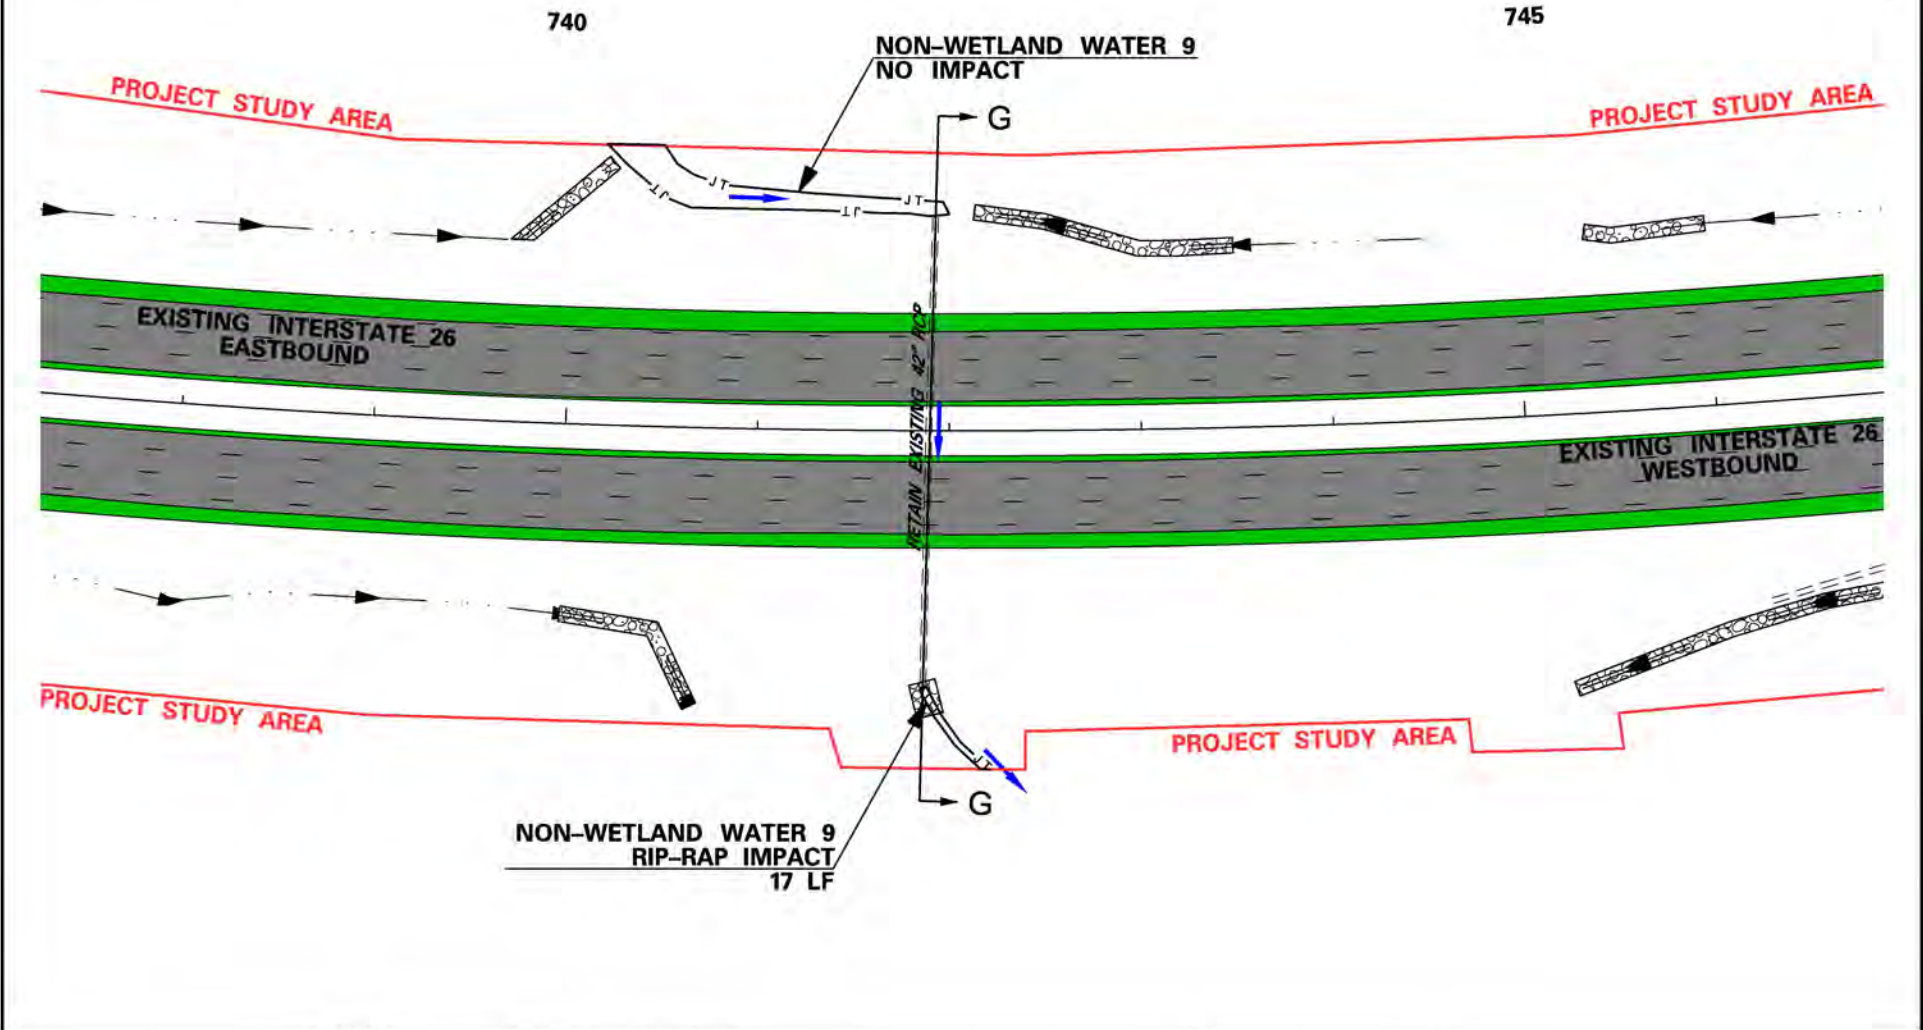 740
745
NON-WETLAND WATER 9
NO IMPACT
PROJECT STUDY AREA
PROJECT STUDY AREA
G
JT
JT
JT
JT
JT
EXISTING INTERSTATE 26
EASTBOUND
RETAIN EXISTING 42" RCP
EXISTING INTERSTATE 26
WESTBOUND
PROJECT STUDY AREA
PROJECT STUDY AREA
JT
G
NON-WETLAND WATER 9
RIP-RAP IMPACT
17 LF